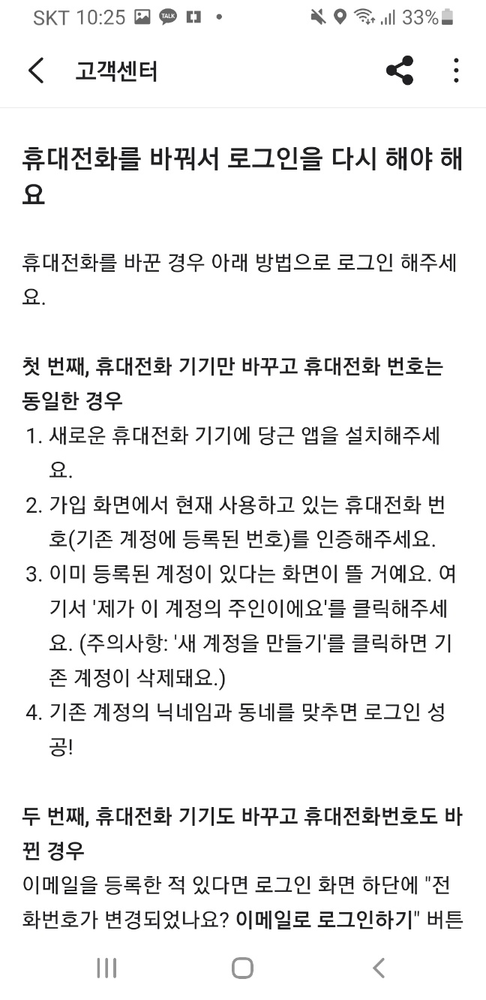 SKT 10:25 TALK 33%
고객센터
휴대전화를 바꿔서 로그인을 다시 해야 해
요
휴대전화를 바꾼 경우 아래 방법으로 로그인 해주세
요.
첫 번째, 휴대전화 기기만 바꾸고 휴대전화 번호는
동일한 경우
1. 새로운 휴대전화 기기에 당근 앱을 설치해주세
요.
2. 가입 화면에서 현재 사용하고 있는 휴대전화 번
호(기존 계정에 등록된 번호)를 인증해주세요.
3. 이미 등록된 계정이 있다는 화면이 뜰 거예요. 여
기서 '제가 이 계정의 주인이에요'를 클릭해주세
요. (주의사항: '새 계정을 만들기'를 클릭하면 기
존 계정이 삭제돼요.)
4. 기존 계정의 닉네임과 동네를 맞추면 로그인 성
공!
두 번째, 휴대전화 기기도 바꾸고 휴대전화번호도 바
뀐 경우
이메일을 등록한 적 있다면 로그인 화면 하단에 "전
화번호가 변경되었나요? 이메일로 로그인하기" 버튼